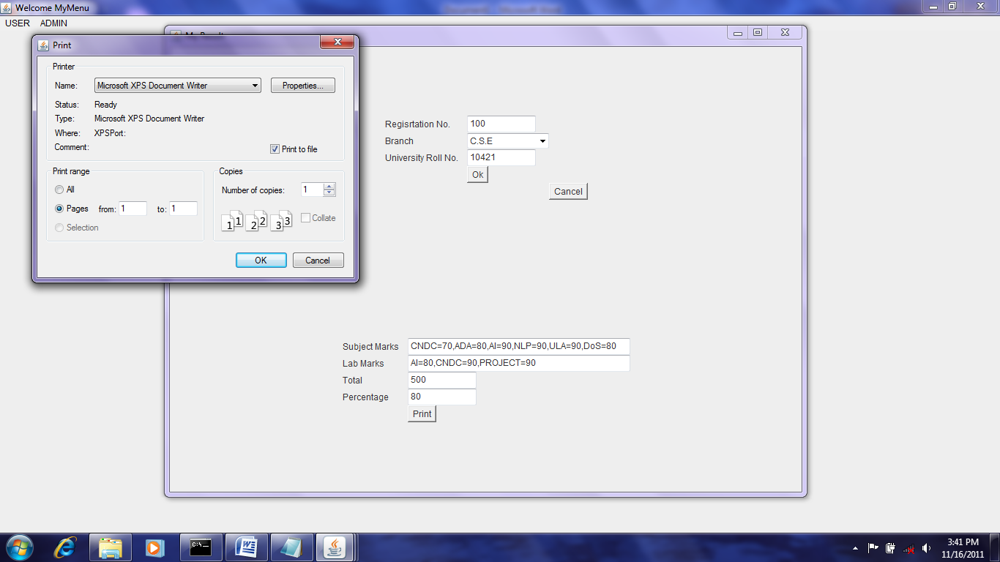 Welcome MyMenu
USER ADMIN
Print
Printer
Name: Microsoft XPS Document Writer Properties...
Status: Ready
Type: Microsoft XPS Document Writer
Where: XPSPort:
Comment:
Print to file
Print range
All
Pages from: 1 to: 1
Selection
Copies
Number of copies: 1
1 1 2 2 3 3 Collate
OK Cancel
Regisrtation No. 100
Branch C.S.E
University Roll No. 10421
Ok
Cancel
Subject Marks CNDC=70,ADA=80,AI=90,NLP=90,ULA=90,DoS=80
Lab Marks AI=80,CNDC=90,PROJECT=90
Total 500
Percentage 80
Print
3:41 PM
11/16/2011